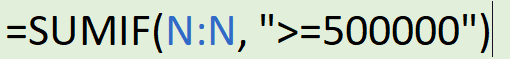 =SUMIF(N:N, ">=500000")